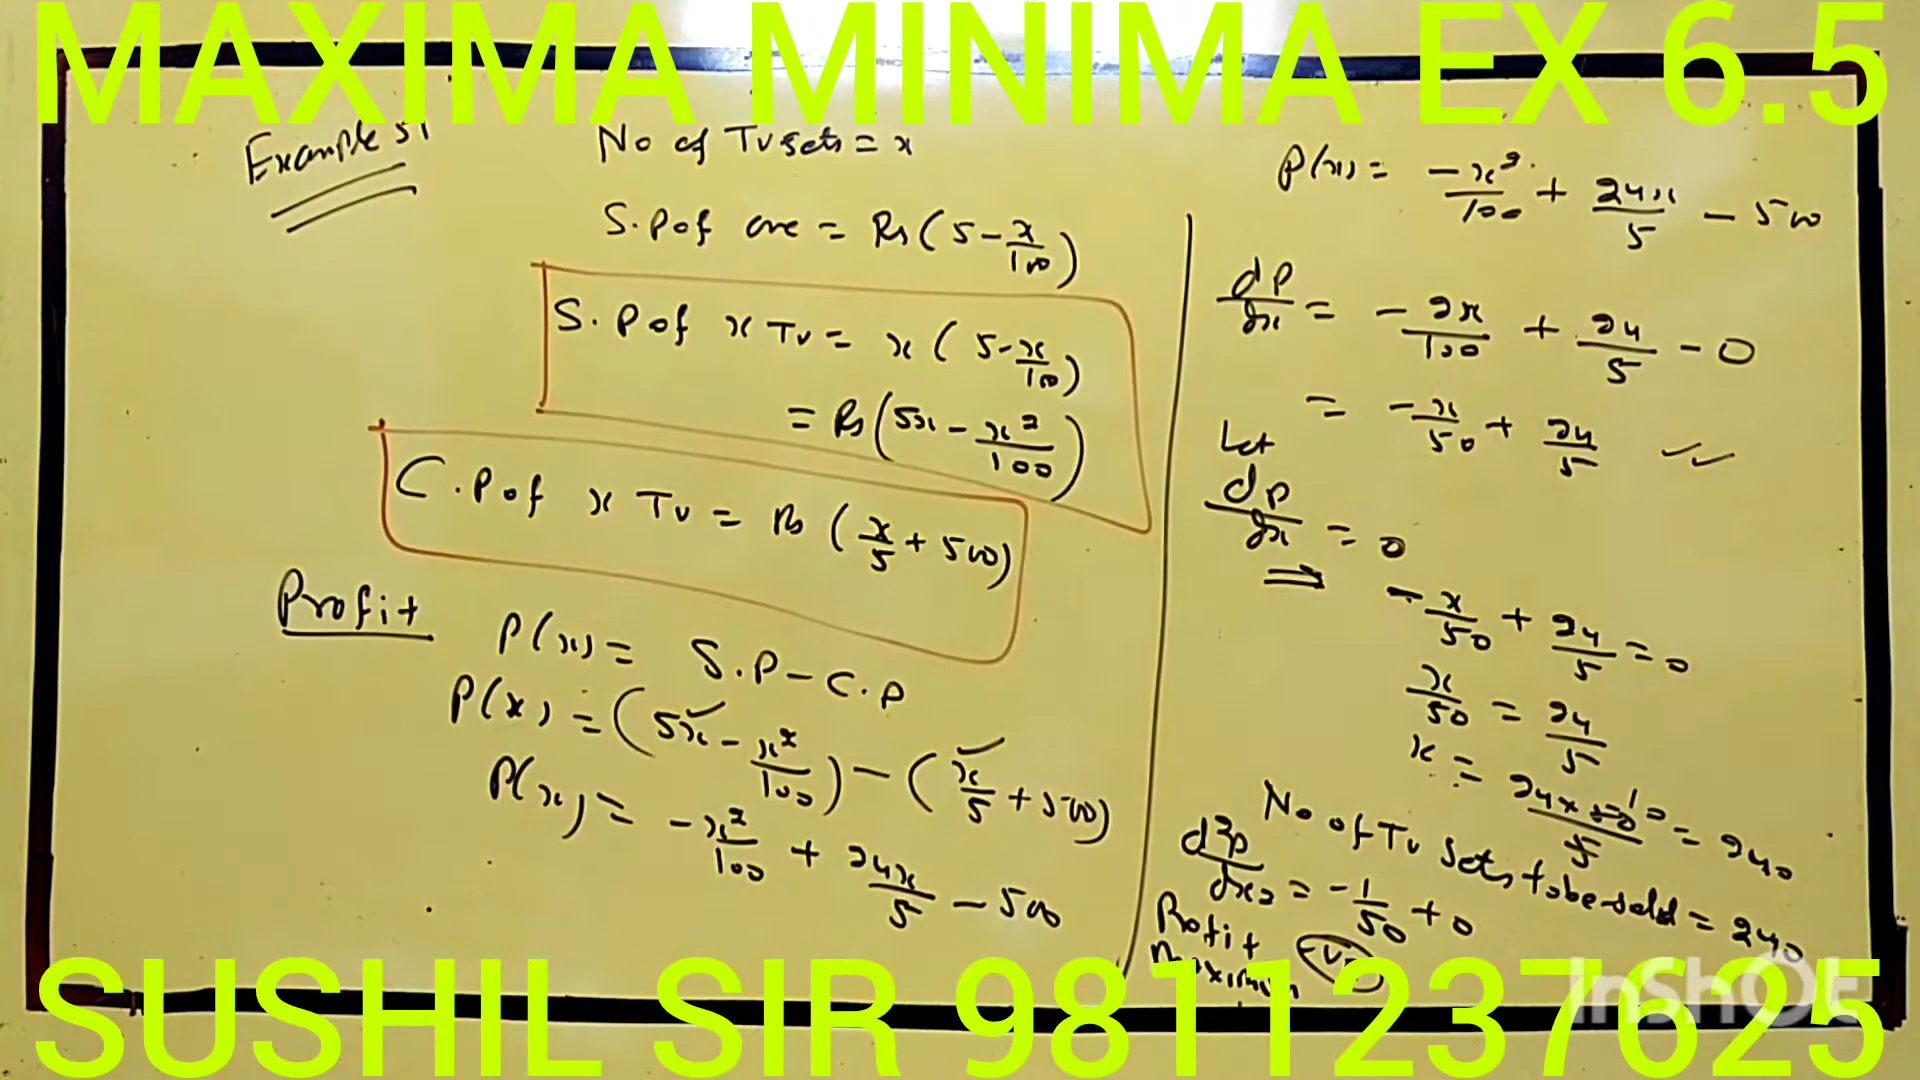 MAXIMA MINIMA EX 6.5
Example 51
No of TV sets = x
S.P of one = Rs (5 - x/100)
S.P of x TV = x (5 - x/100)
= Rs (5x - x²/100)
C.P of x TV = Rs (x/5 + 500)
Profit
P(x) = S.P - C.P
P(x) = (5x - x²/100) - (x/5 + 500)
P(x) = -x²/100 + 24x/5 - 500
P(x) = -x²/100 + 24x/5 - 500
dP/dx = -2x/100 + 24/5 - 0
= -x/50 + 24/5
Let
dP/dx = 0
⇒ -x/50 + 24/5 = 0
x/50 = 24/5
x = 24 × 50/5 = 240
10
No of TV sets to be sold = 240
d²P/dx² = -1/50 + 0
Profit
maximum
-ve
SUSHIL SIR 9811237625
InShOt